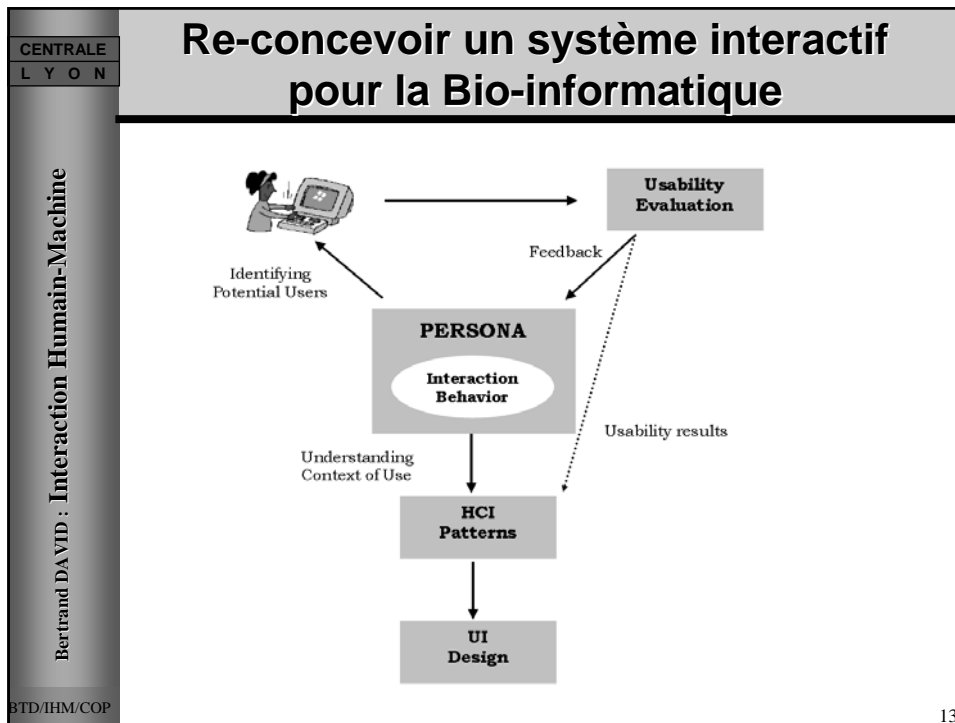 CENTRALE
L Y O N
Re-concevoir un système interactif
pour la Bio-informatique
Bertrand DAVID : Interaction Humain-Machine
Usability
Evaluation
Feedback
Identifying
Potential Users
PERSONA
Interaction
Behavior
Usability results
Understanding
Context of Use
HCI
Patterns
UI
Design
BTD/IHM/COP
13